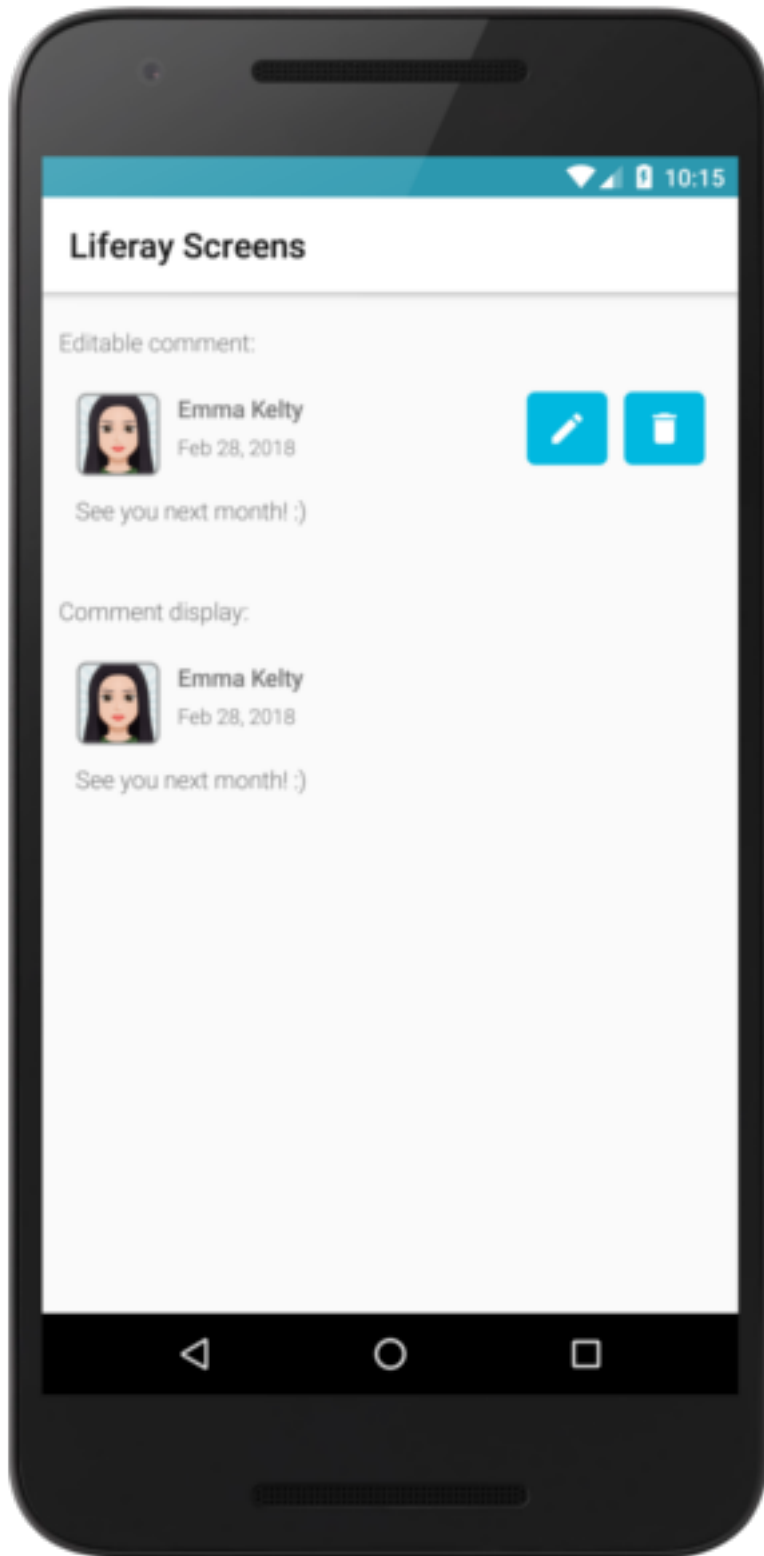 10:15
Liferay Screens
Editable comment:
Emma Kelty
Feb 28, 2018
See you next month! :)
Comment display:
Emma Kelty
Feb 28, 2018
See you next month! :)